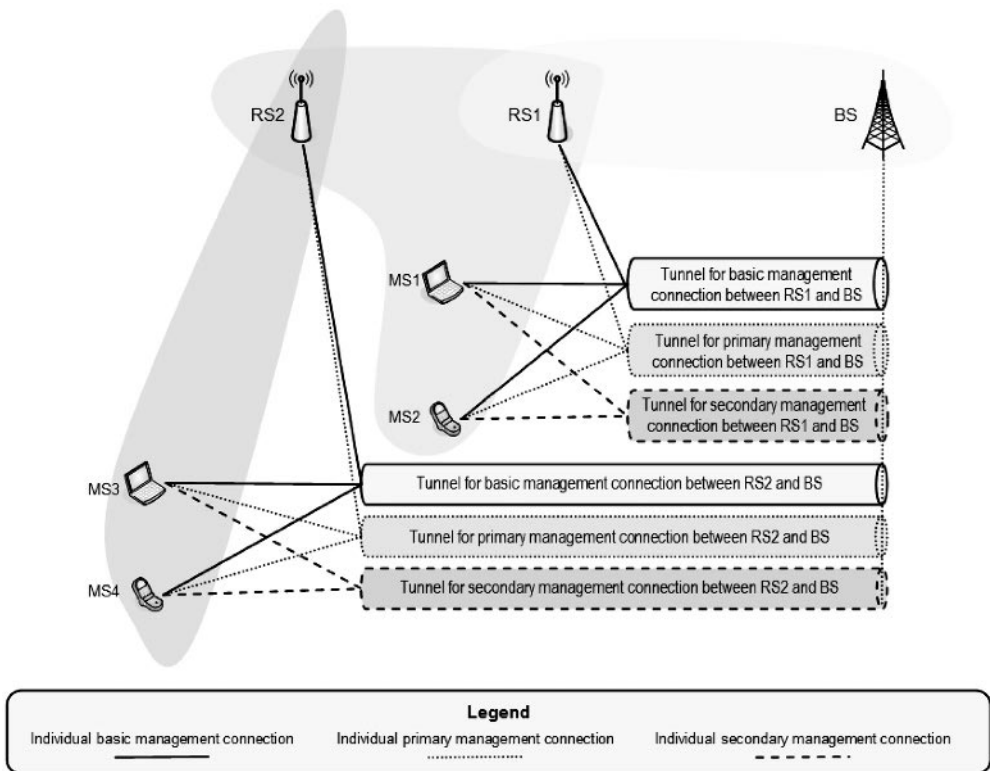 RS2
RS1
BS
MS1
Tunnel for basic management
connection between RS1 and BS
Tunnel for primary management
connection between RS1 and BS
MS2
Tunnel for secondary management
connection between RS1 and BS
MS3
Tunnel for basic management connection between RS2 and BS
Tunnel for primary management connection between RS2 and BS
MS4
Tunnel for secondary management connection between RS2 and BS
Legend
Individual basic management connection
Individual primary management connection
Individual secondary management connection